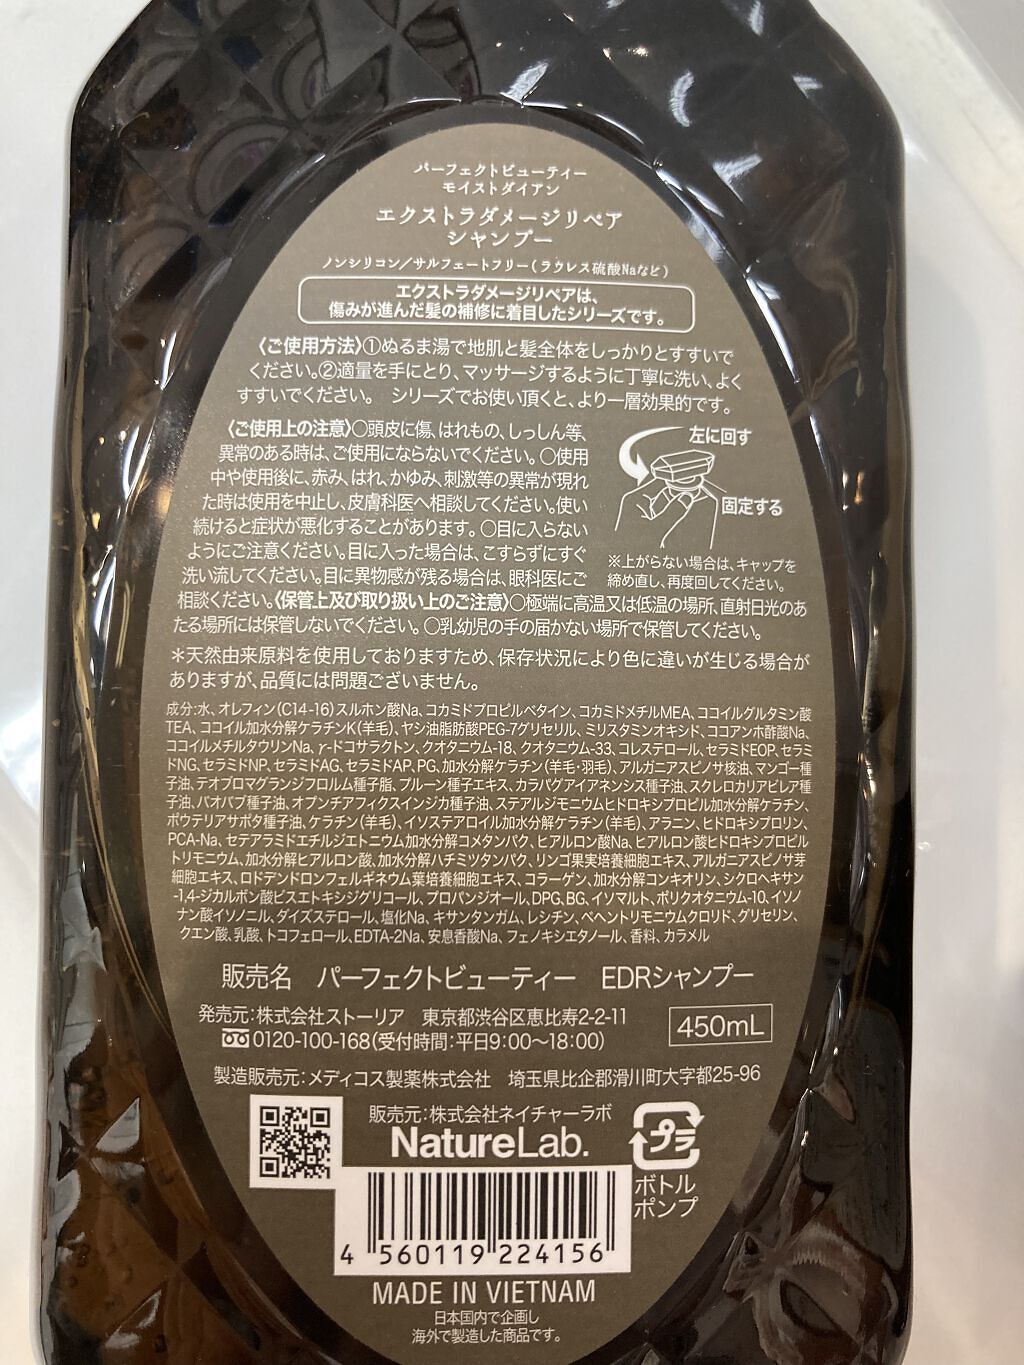 パーフェクトビューティー
モイストダイアン
エクストラダメージリペア
シャンプー
ノンシリコン／サルフェートフリー（ラウレス硫酸Naなど）
エクストラダメージリペアは、
傷みが進んだ髪の補修に着目したシリーズです。
〈ご使用方法〉①ぬるま湯で地肌と髪全体をしっかりとすすいで
ください。②適量を手にとり、マッサージするように丁寧に洗い、よく
すすいでください。 シリーズでお使い頂くと、より一層効果的です。
〈ご使用上の注意〉○頭皮に傷、はれもの、しっしん等、
異常のある時は、ご使用にならないでください。○使用
中や使用後に、赤み、はれ、かゆみ、刺激等の異常が現れ
た時は使用を中止し、皮膚科医へ相談してください。使い
続けると症状が悪化することがあります。○目に入らない
ようにご注意ください。目に入った場合は、こすらずにすぐ
洗い流してください。目に異物感が残る場合は、眼科医にご
相談ください。〈保管上及び取り扱い上のご注意〉○極端に高温又は低温の場所、直射日光のあ
たる場所には保管しないでください。○乳幼児の手の届かない場所で保管してください。
左に回す
固定する
※上がらない場合は、キャップを
締め直し、再度回してください。
＊天然由来原料を使用しておりますため、保存状況により色に違いが生じる場合が
ありますが、品質には問題ございません。
成分:水、オレフィン(C14-16)スルホン酸Na、コカミドプロピルベタイン、コカミドメチルMEA、ココイルグルタミン酸
TEA、ココイル加水分解ケラチンK(羊毛)、ヤシ油脂肪酸PEG-7グリセリル、ミリスタミンオキシド、ココアンホ酢酸Na、
ココイルメチルタウリンNa、γ-ドコサラクトン、クオタニウム-18、クオタニウム-33、コレステロール、セラミドEOP、セラミ
ドNG、セラミドNP、セラミドAG、セラミドAP、PG、加水分解ケラチン(羊毛・羽毛)、アルガニアスピノサ核油、マンゴー種
子油、テオブロマグランジフロルム種子脂、プルーン種子エキス、カラパグアイアネンシス種子油、スクレロカリアビレア種
子油、バオバブ種子油、オプンチアフィクスインジカ種子油、ステアルジモニウムヒドロキシプロピル加水分解ケラチン、
ポウテリアサポタ種子油、ケラチン(羊毛)、イソステアロイル加水分解ケラチン(羊毛)、アラニン、ヒドロキシプロリン、
PCA-Na、セテアラミドエチルジエトニウム加水分解コメタンパク、ヒアルロン酸Na、ヒアルロン酸ヒドロキシプロピル
トリモニウム、加水分解ヒアルロン酸、加水分解ハチミツタンパク、リンゴ果実培養細胞エキス、アルガニアスピノサ芽
細胞エキス、ロドデンドロンフェルギネウム葉培養細胞エキス、コラーゲン、加水分解コンキオリン、シクロヘキサン
-1,4-ジカルボン酸ビスエトキシジグリコール、プロパンジオール、DPG、BG、イソマルト、ポリクオタニウム-10、イソノ
ナン酸イソノニル、ダイズステロール、塩化Na、キサンタンガム、レシチン、ベヘントリモニウムクロリド、グリセリン、
クエン酸、乳酸、トコフェロール、EDTA-2Na、安息香酸Na、フェノキシエタノール、香料、カラメル
販売名 パーフェクトビューティー EDRシャンプー
発売元:株式会社ストーリア 東京都渋谷区恵比寿2-2-11
0120-100-168(受付時間:平日9:00〜18:00)
450mL
製造販売元:メディコス製薬株式会社 埼玉県比企郡滑川町大字都25-96
販売元:株式会社ネイチャーラボ
NatureLab.
プラ
ボトル
ポンプ
4 560119 224156
MADE IN VIETNAM
日本国内で企画し
海外で製造した商品です。